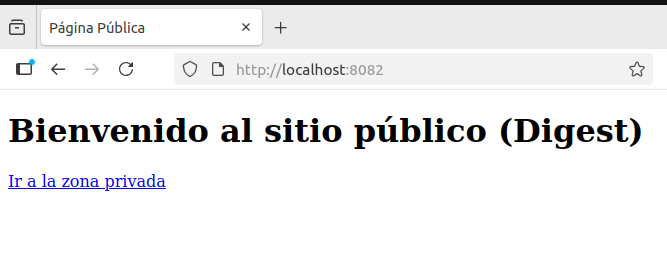 Página Pública
http://localhost:8082
Bienvenido al sitio público (Digest)
Ir a la zona privada